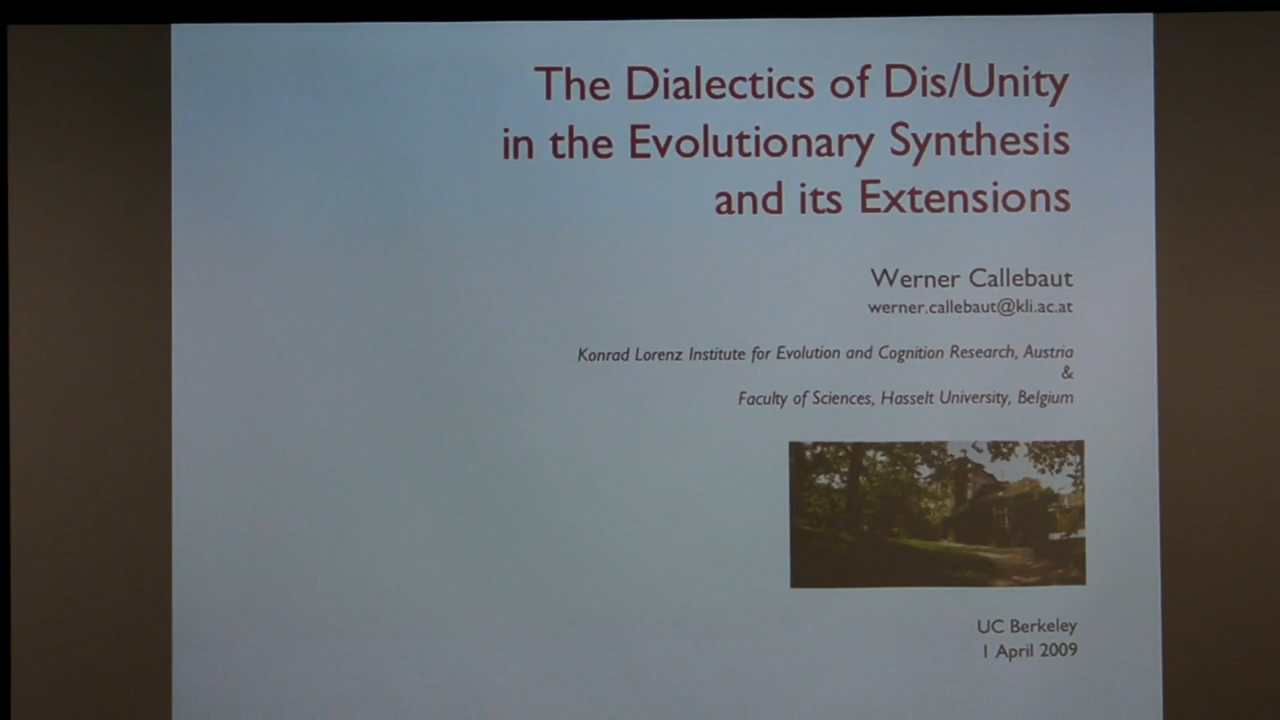 The Dialectics of Dis/Unity
in the Evolutionary Synthesis
and its Extensions
Werner Callebaut
werner.callebaut@kli.ac.at
Konrad Lorenz Institute for Evolution and Cognition Research, Austria
&
Faculty of Sciences, Hasselt University, Belgium
UC Berkeley
1 April 2009